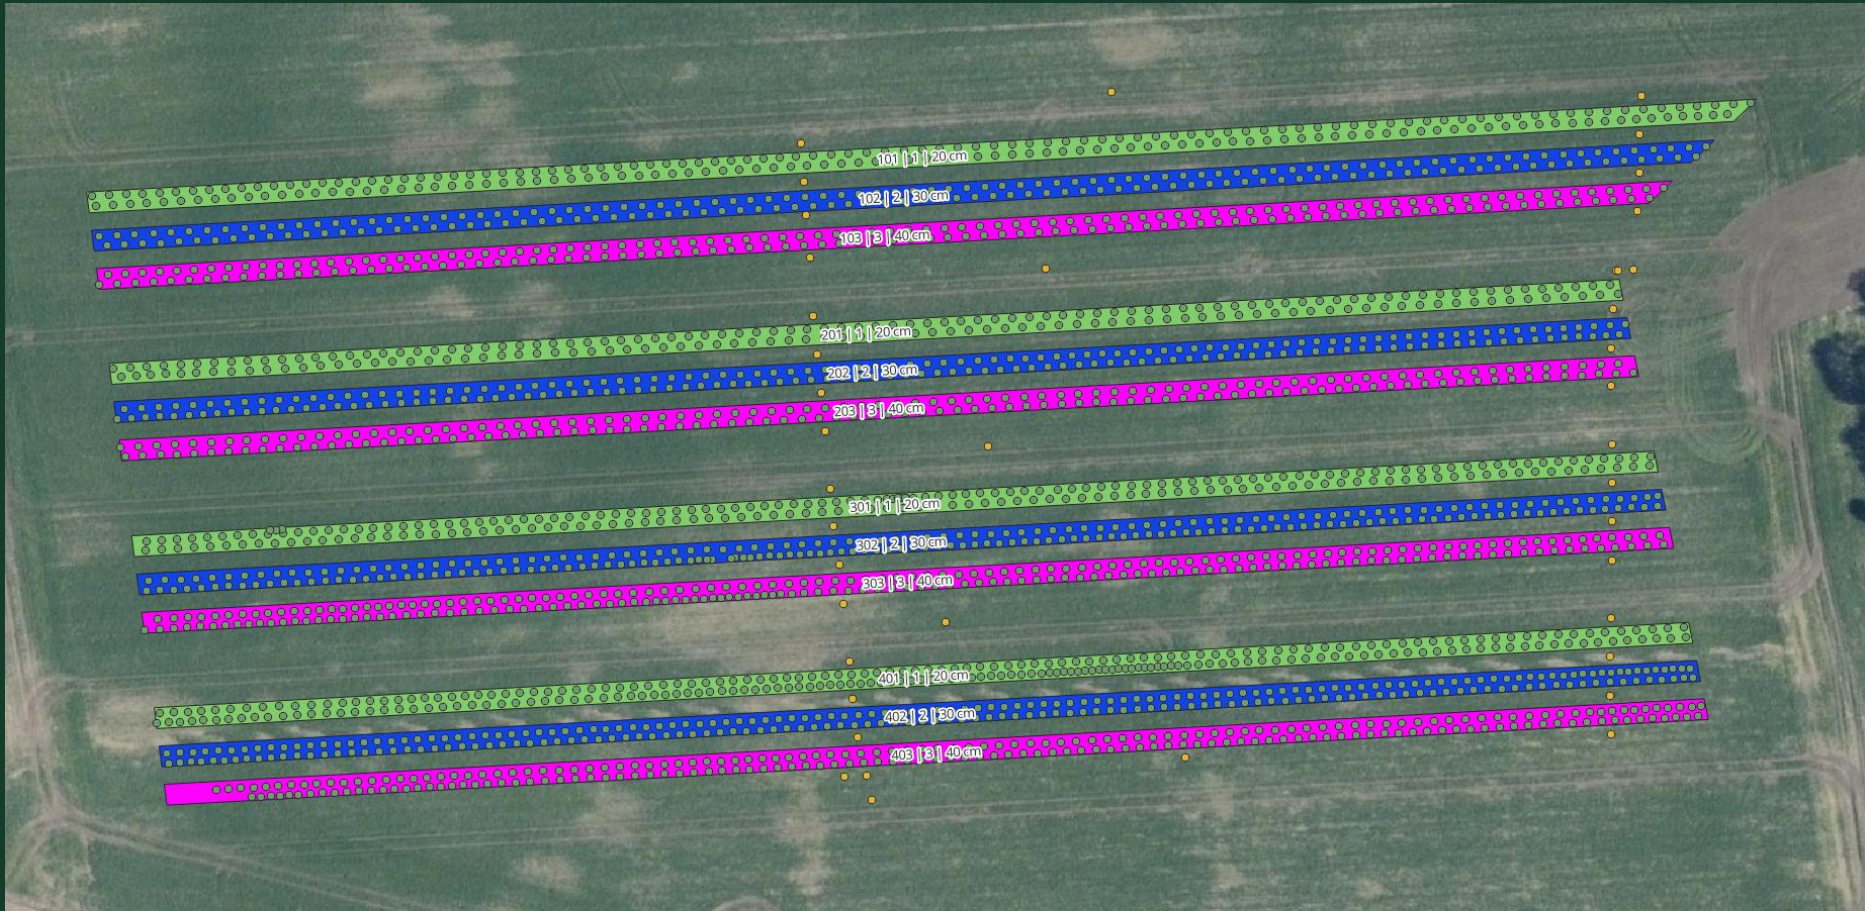 101 | 1 | 20 cm
102 | 2 | 30 cm
103 | 3 | 40 cm
201 | 1 | 20 cm
202 | 2 | 30 cm
203 | 3 | 40 cm
301 | 1 | 20 cm
302 | 2 | 30 cm
303 | 3 | 40 cm
401 | 1 | 20 cm
402 | 2 | 30 cm
403 | 3 | 40 cm